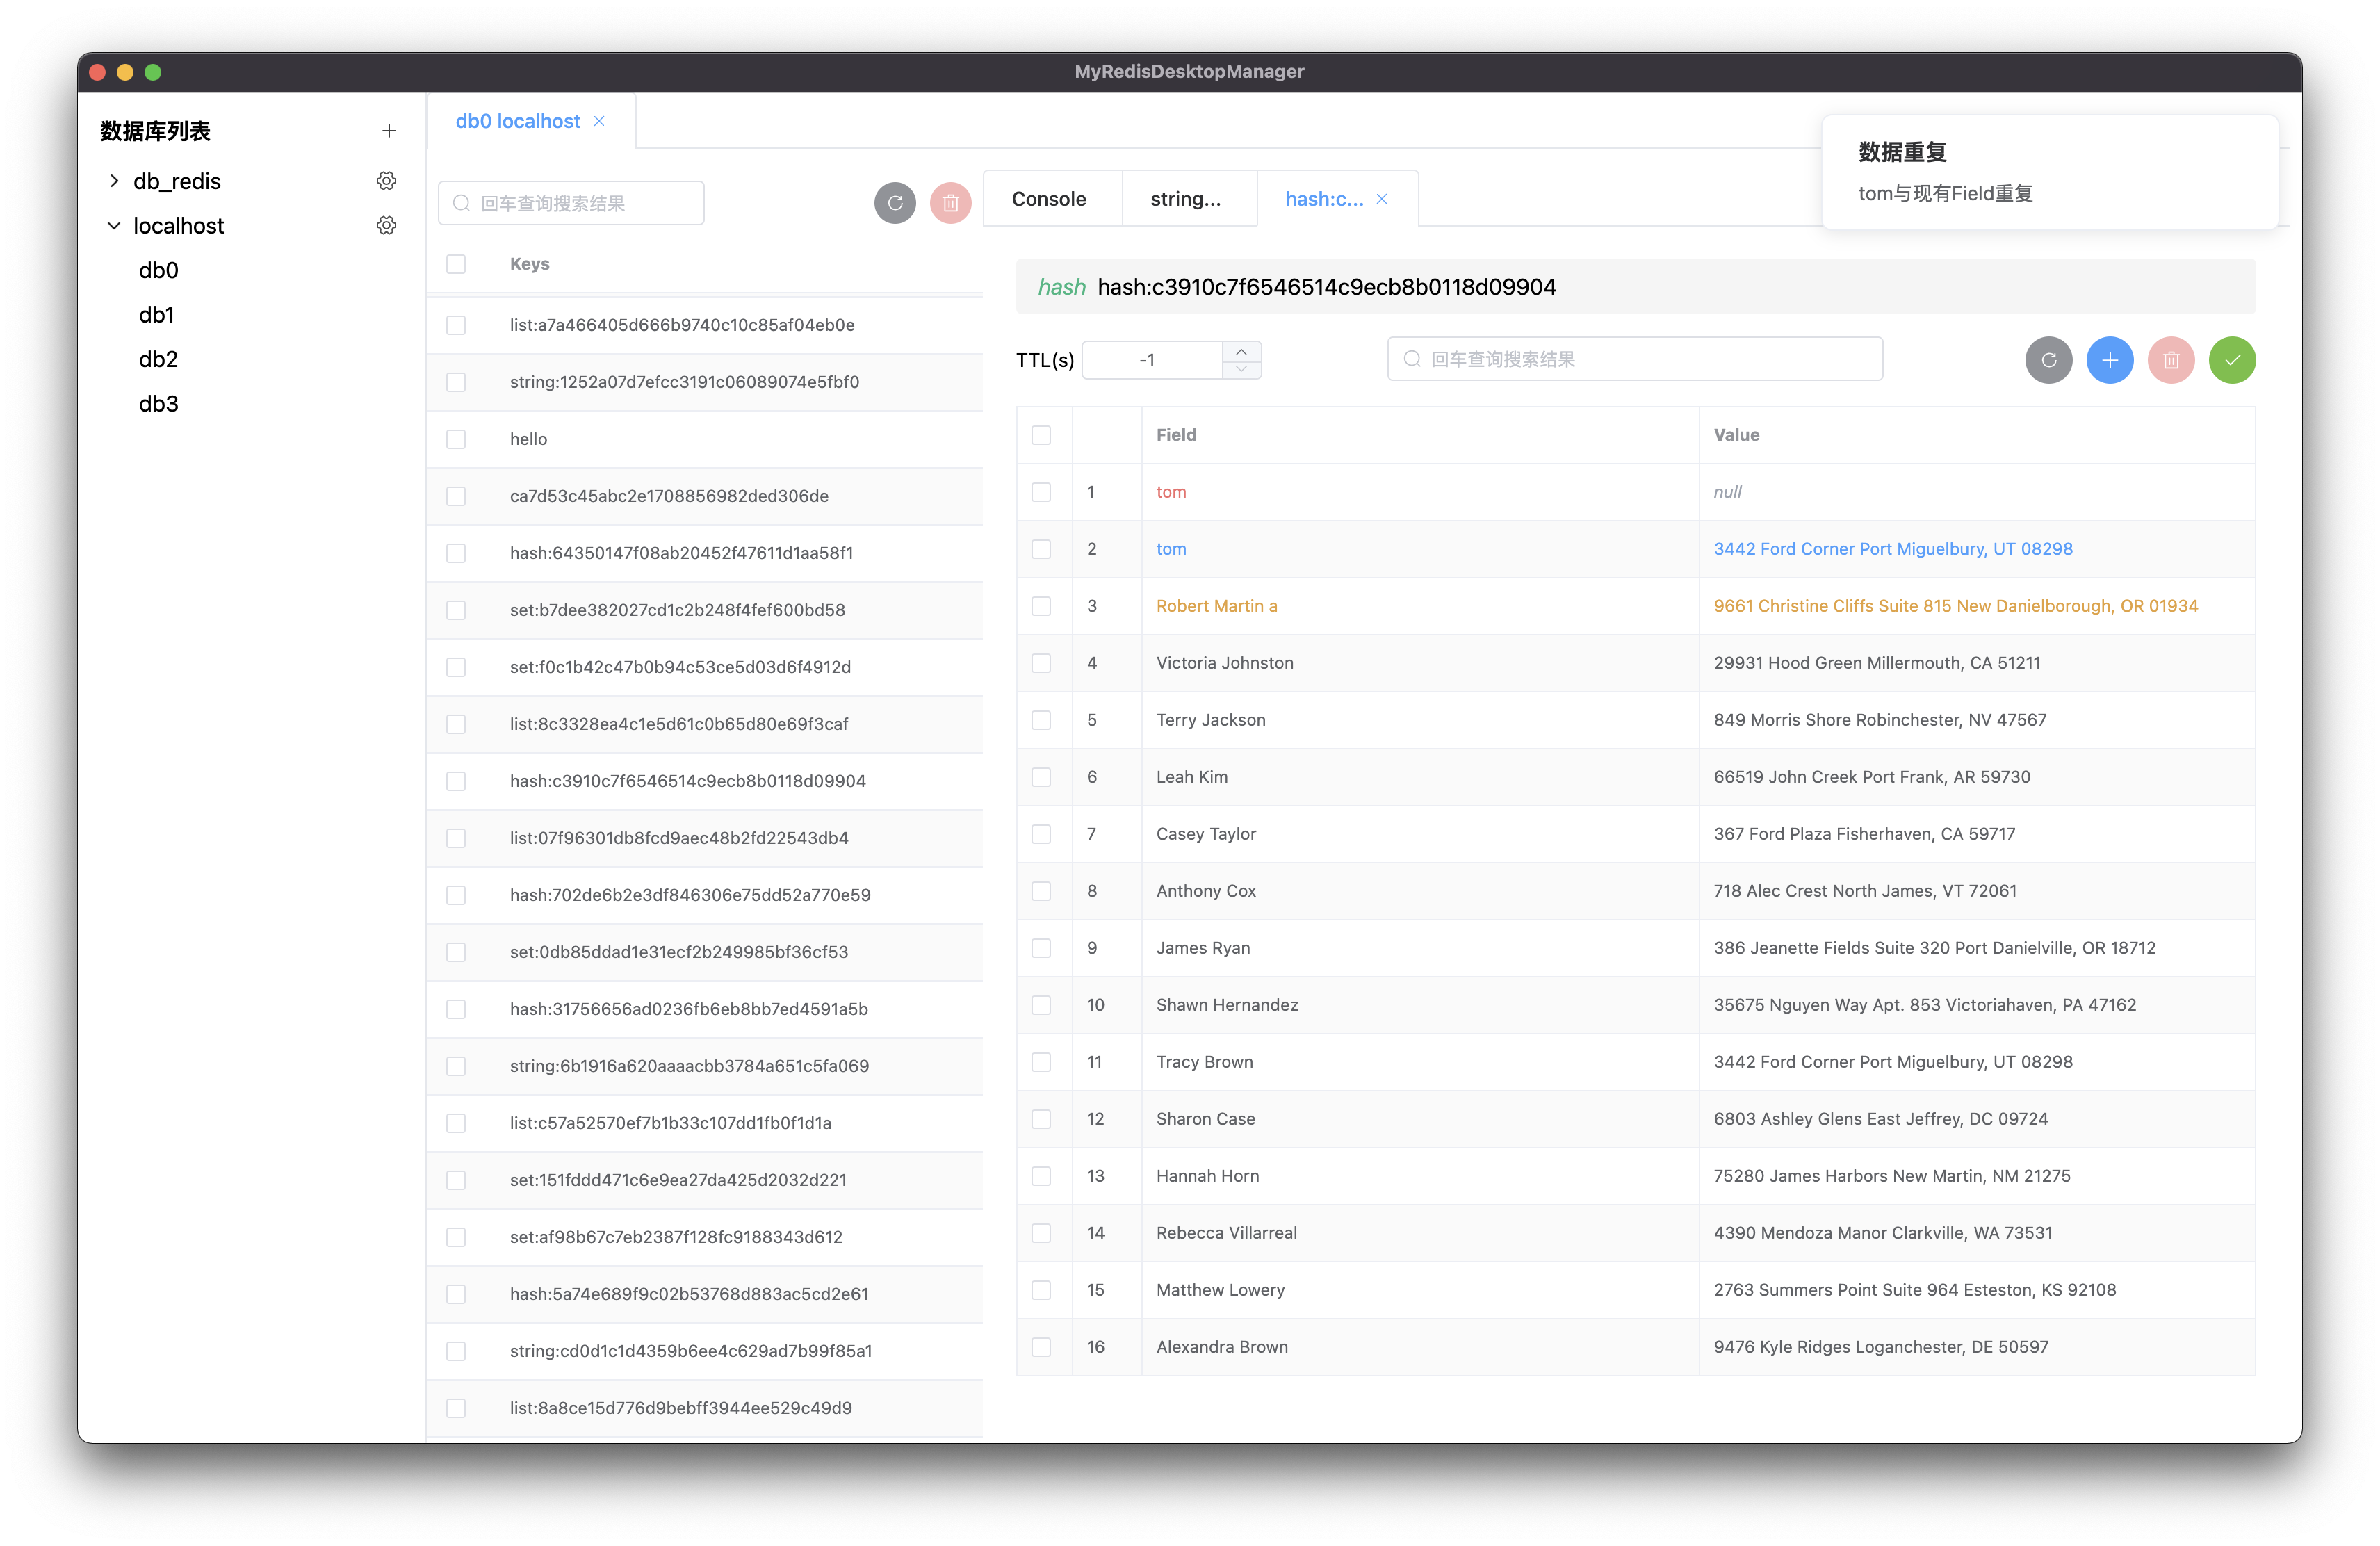 MyRedisDesktopManager
数据库列表
db_redis
localhost
db0
db1
db2
db3
db0 localhost
回车查询搜索结果
Keys
list:a7a466405d666b9740c10c85af04eb0e
string:1252a07d7efcc3191c06089074e5fbf0
hello
ca7d53c45abc2e1708856982ded306de
hash:64350147f08ab20452f47611d1aa58f1
set:b7dee382027cd1c2b248f4fef600bd58
set:f0c1b42c47b0b94c53ce5d03d6f4912d
list:8c3328ea4c1e5d61c0b65d80e69f3caf
hash:c3910c7f6546514c9ecb8b0118d09904
list:07f96301db8fcd9aec48b2fd22543db4
hash:702de6b2e3df846306e75dd52a770e59
set:0db85ddad1e31ecf2b249985bf36cf53
hash:31756656ad0236fb6eb8bb7ed4591a5b
string:6b1916a620aaaacbb3784a651c5fa069
list:c57a52570ef7b1b33c107dd1fb0f1d1a
set:151fddd471c6e9ea27da425d2032d221
set:af98b67c7eb2387f128fc9188343d612
hash:5a74e689f9c02b53768d883ac5cd2e61
string:cd0d1c1d4359b6ee4c629ad7b99f85a1
list:8a8ce15d776d9bebff3944ee529c49d9
Console string... hash:c...
数据重复
tom与现有Field重复
hash hash:c3910c7f6546514c9ecb8b0118d09904
TTL(s) -1 回车查询搜索结果
Field Value
1 tom null
2 tom 3442 Ford Corner Port Miguelbury, UT 08298
3 Robert Martin a 9661 Christine Cliffs Suite 815 New Danielborough, OR 01934
4 Victoria Johnston 29931 Hood Green Millermouth, CA 51211
5 Terry Jackson 849 Morris Shore Robinchester, NV 47567
6 Leah Kim 66519 John Creek Port Frank, AR 59730
7 Casey Taylor 367 Ford Plaza Fisherhaven, CA 59717
8 Anthony Cox 718 Alec Crest North James, VT 72061
9 James Ryan 386 Jeanette Fields Suite 320 Port Danielville, OR 18712
10 Shawn Hernandez 35675 Nguyen Way Apt. 853 Victoriahaven, PA 47162
11 Tracy Brown 3442 Ford Corner Port Miguelbury, UT 08298
12 Sharon Case 6803 Ashley Glens East Jeffrey, DC 09724
13 Hannah Horn 75280 James Harbors New Martin, NM 21275
14 Rebecca Villarreal 4390 Mendoza Manor Clarkville, WA 73531
15 Matthew Lowery 2763 Summers Point Suite 964 Esteston, KS 92108
16 Alexandra Brown 9476 Kyle Ridges Loganchester, DE 50597